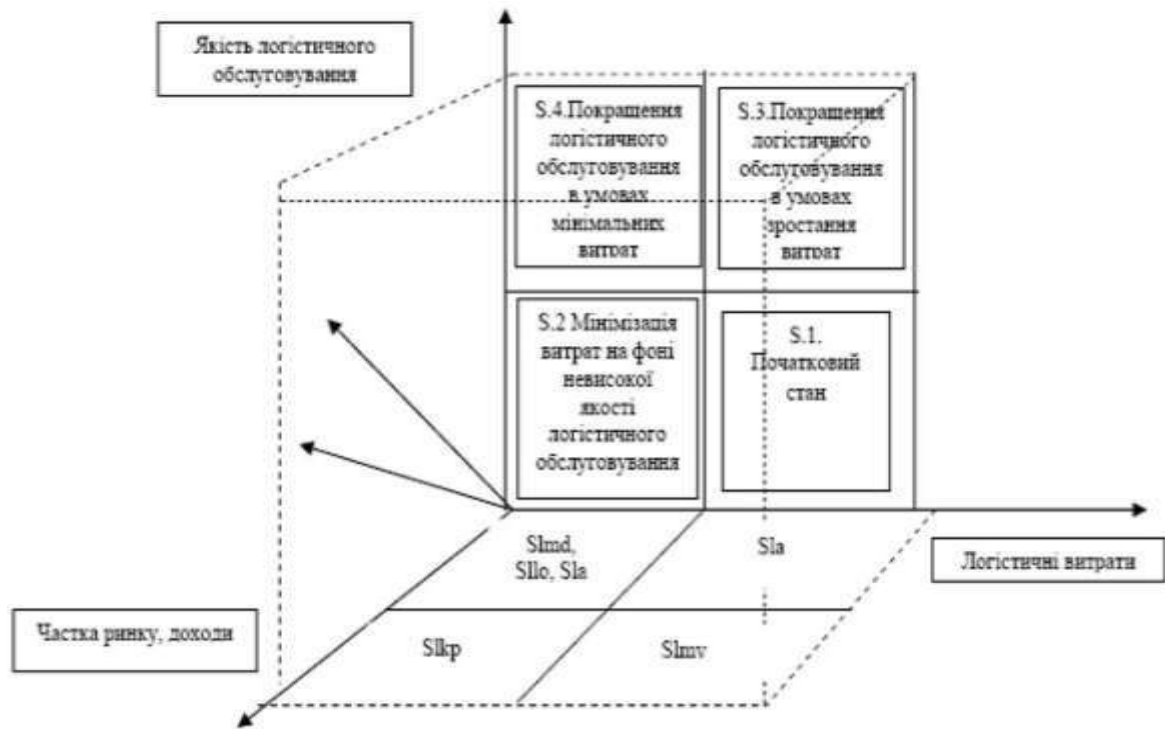 Якість логістичного
обслуговування
S.4.Покращення
логістичного
обслуговування
в умовах
мінімальних
витрат
S.3.Покращення
логістичного
обслуговування
в умовах
зростання
витрат
S.2 Мінімізація
витрат на фоні
невисокої
якості
логістичного
обслуговування
S.1.
Початковий
стан
Slmd,
Sllo, Sla
Sla
Логістичні витрати
Частка ринку, доходи
Slkp
Slmv